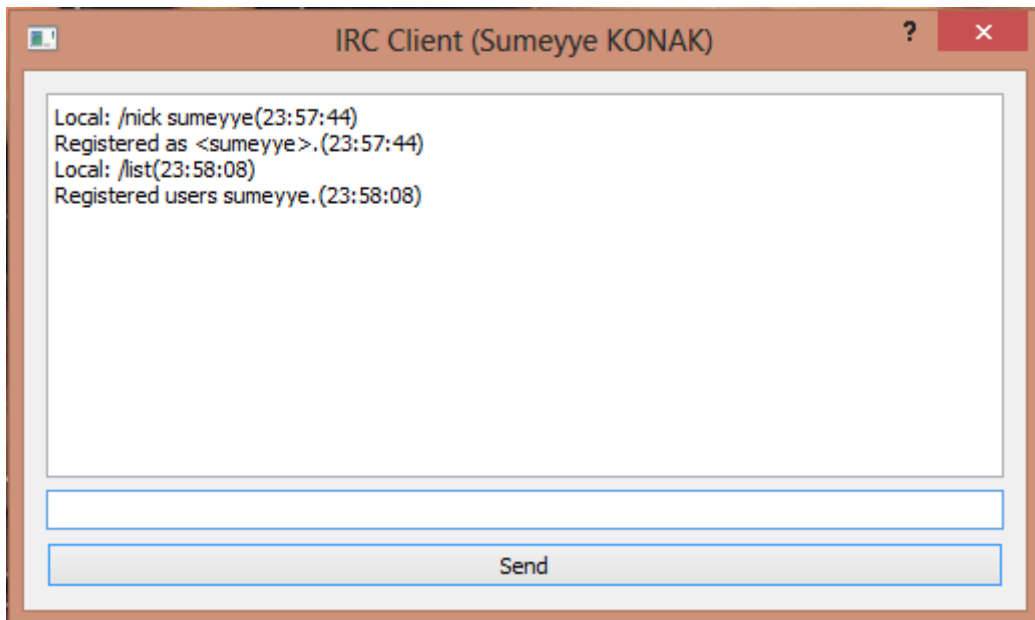 IRC Client (Sumeyye KONAK)
?
Local: /nick sumeyye(23:57:44)
Registered as <sumeyye>.(23:57:44)
Local: /list(23:58:08)
Registered users sumeyye.(23:58:08)
Send